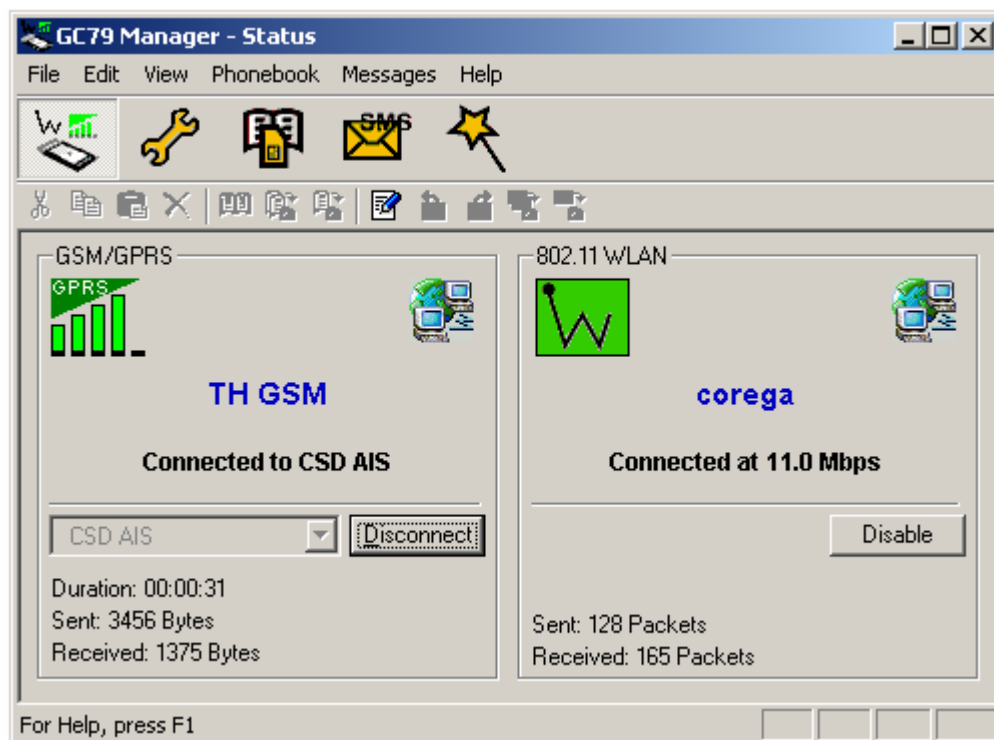 GC79 Manager - Status
File Edit View Phonebook Messages Help
SMS
GSM/GPRS
GPRS
TH GSM
Connected to CSD AIS
CSD AIS
Disconnect
Duration: 00:00:31
Sent: 3456 Bytes
Received: 1375 Bytes
802.11 WLAN
corega
Connected at 11.0 Mbps
Disable
Sent: 128 Packets
Received: 165 Packets
For Help, press F1